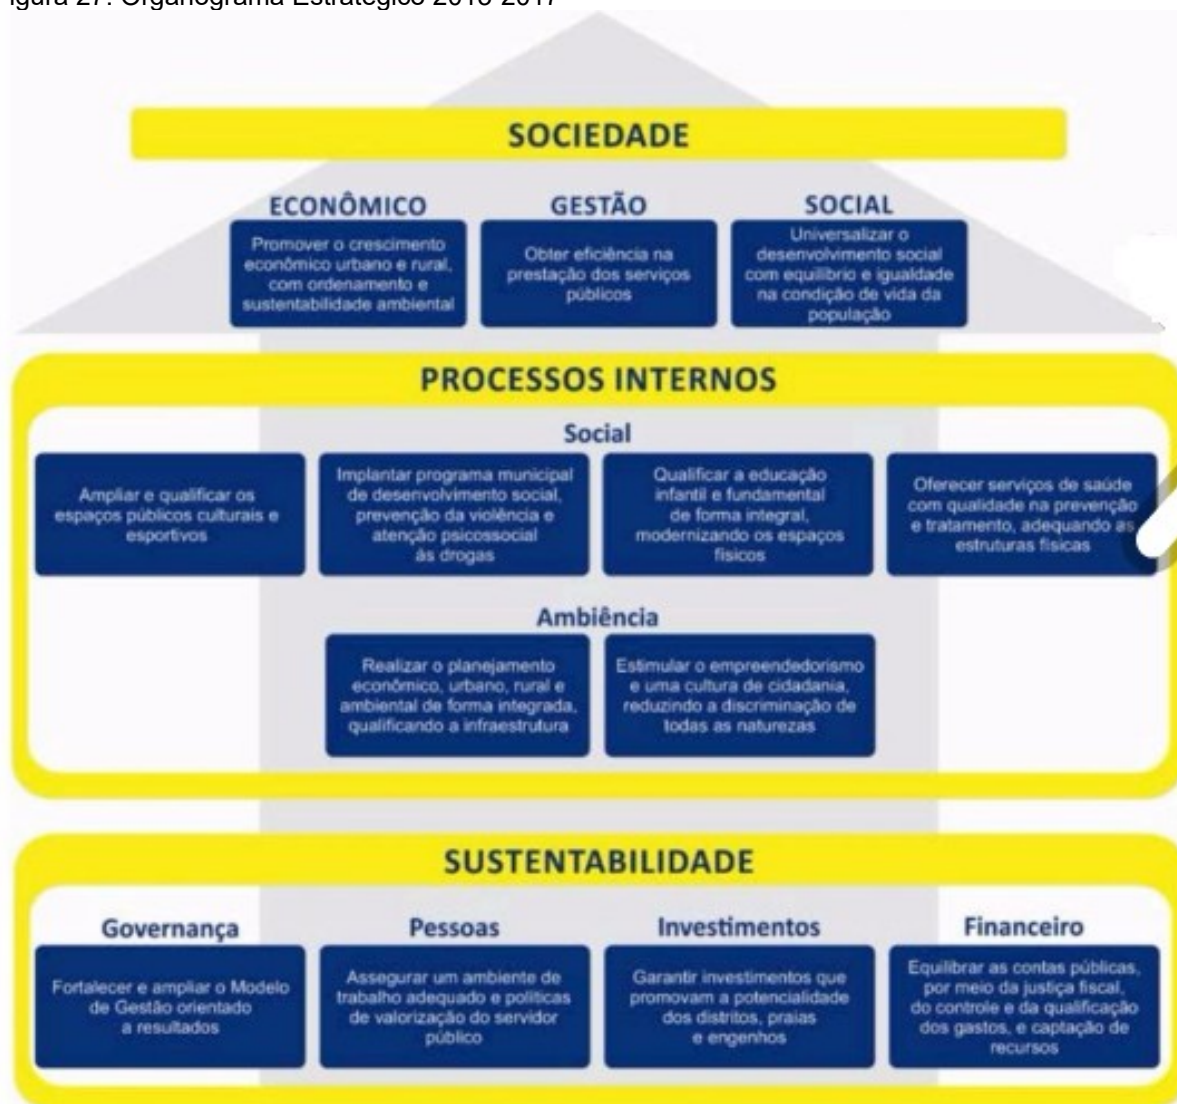 igura 27: Organograma Estratégico 2013-2017
SOCIEDADE
ECONÔMICO
Promover o crescimento
econômico urbano e rural,
com ordenamento e
sustentabilidade ambiental
GESTÃO
Obter eficiência na
prestação dos serviços
públicos
SOCIAL
Universalizar o
desenvolvimento social
com equilíbrio e igualdade
na condição de vida da
população
PROCESSOS INTERNOS
Social
Ampliar e qualificar os
espaços públicos culturais e
esportivos
Implantar programa municipal
de desenvolvimento social,
prevenção da violência e
atenção psicossocial
às drogas
Qualificar a educação
infantil e fundamental
de forma integral,
modernizando os espaços
físicos
Oferecer serviços de saúde
com qualidade na prevenção
e tratamento, adequando as
estruturas físicas
Ambiência
Realizar o planejamento
econômico, urbano, rural e
ambiental de forma integrada,
qualificando a infraestrutura
Estimular o empreendedorismo
e uma cultura de cidadania,
reduzindo a discriminação de
todas as naturezas
SUSTENTABILIDADE
Governança
Fortalecer e ampliar o Modelo
de Gestão orientado
a resultados
Pessoas
Assegurar um ambiente de
trabalho adequado e políticas
de valorização do servidor
público
Investimentos
Garantir investimentos que
promovam a potencialidade
dos distritos, praias
e engenhos
Financeiro
Equilibrar as contas públicas,
por meio da justiça fiscal,
do controle e da qualificação
dos gastos, e captação de
recursos